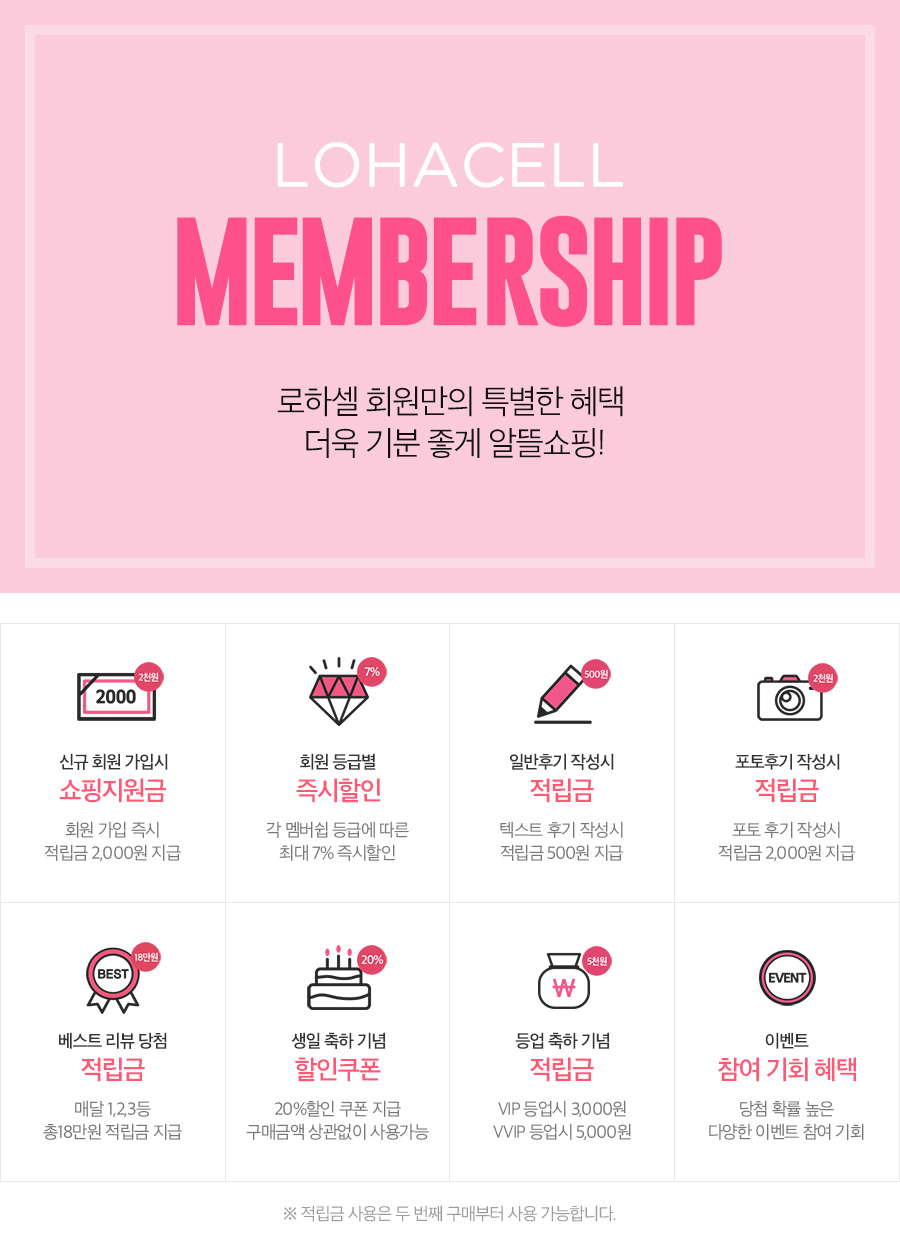 LOHACELL
MEMBERSHIP
로하셀 회원만의 특별한 혜택
더욱 기분 좋게 알뜰쇼핑!
2000
2천원
신규 회원 가입시
쇼핑지원금
회원 가입 즉시
적립금 2,000원 지급
7%
회원 등급별
즉시할인
각 멤버쉽 등급에 따른
최대 7% 즉시할인
500원
일반후기 작성시
적립금
텍스트 후기 작성시
적립금 500원 지급
2천원
포토후기 작성시
적립금
포토 후기 작성시
적립금 2,000원 지급
BEST
18만원
베스트 리뷰 당첨
적립금
매달 1,2,3등
총18만원 적립금 지급
20%
생일 축하 기념
할인쿠폰
20%할인 쿠폰 지급
구매금액 상관없이 사용가능
5천원
₩
등업 축하 기념
적립금
VIP 등업시 3,000원
VVIP 등업시 5,000원
EVENT
이벤트
참여 기회 혜택
당첨 확률 높은
다양한 이벤트 참여 기회
※ 적립금 사용은 두 번째 구매부터 사용 가능합니다.